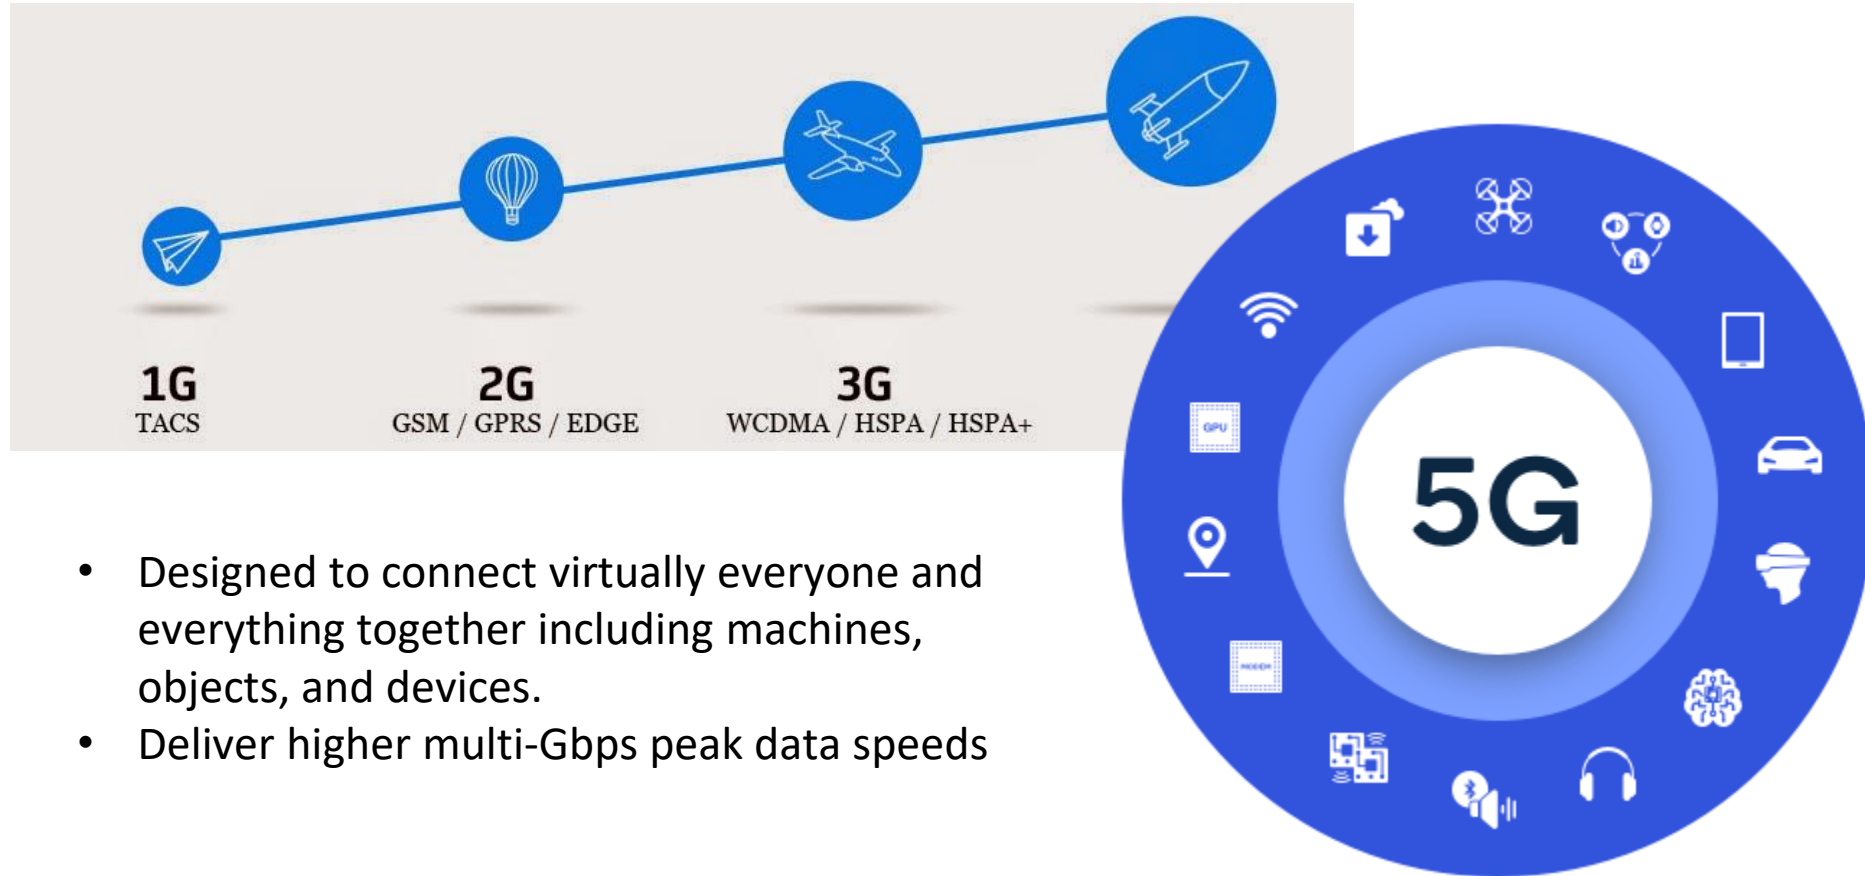 1G
TACS
2G
GSM / GPRS / EDGE
3G
WCDMA / HSPA / HSPA+
GPU
5G
MODEM
• Designed to connect virtually everyone and
everything together including machines,
objects, and devices.
• Deliver higher multi-Gbps peak data speeds